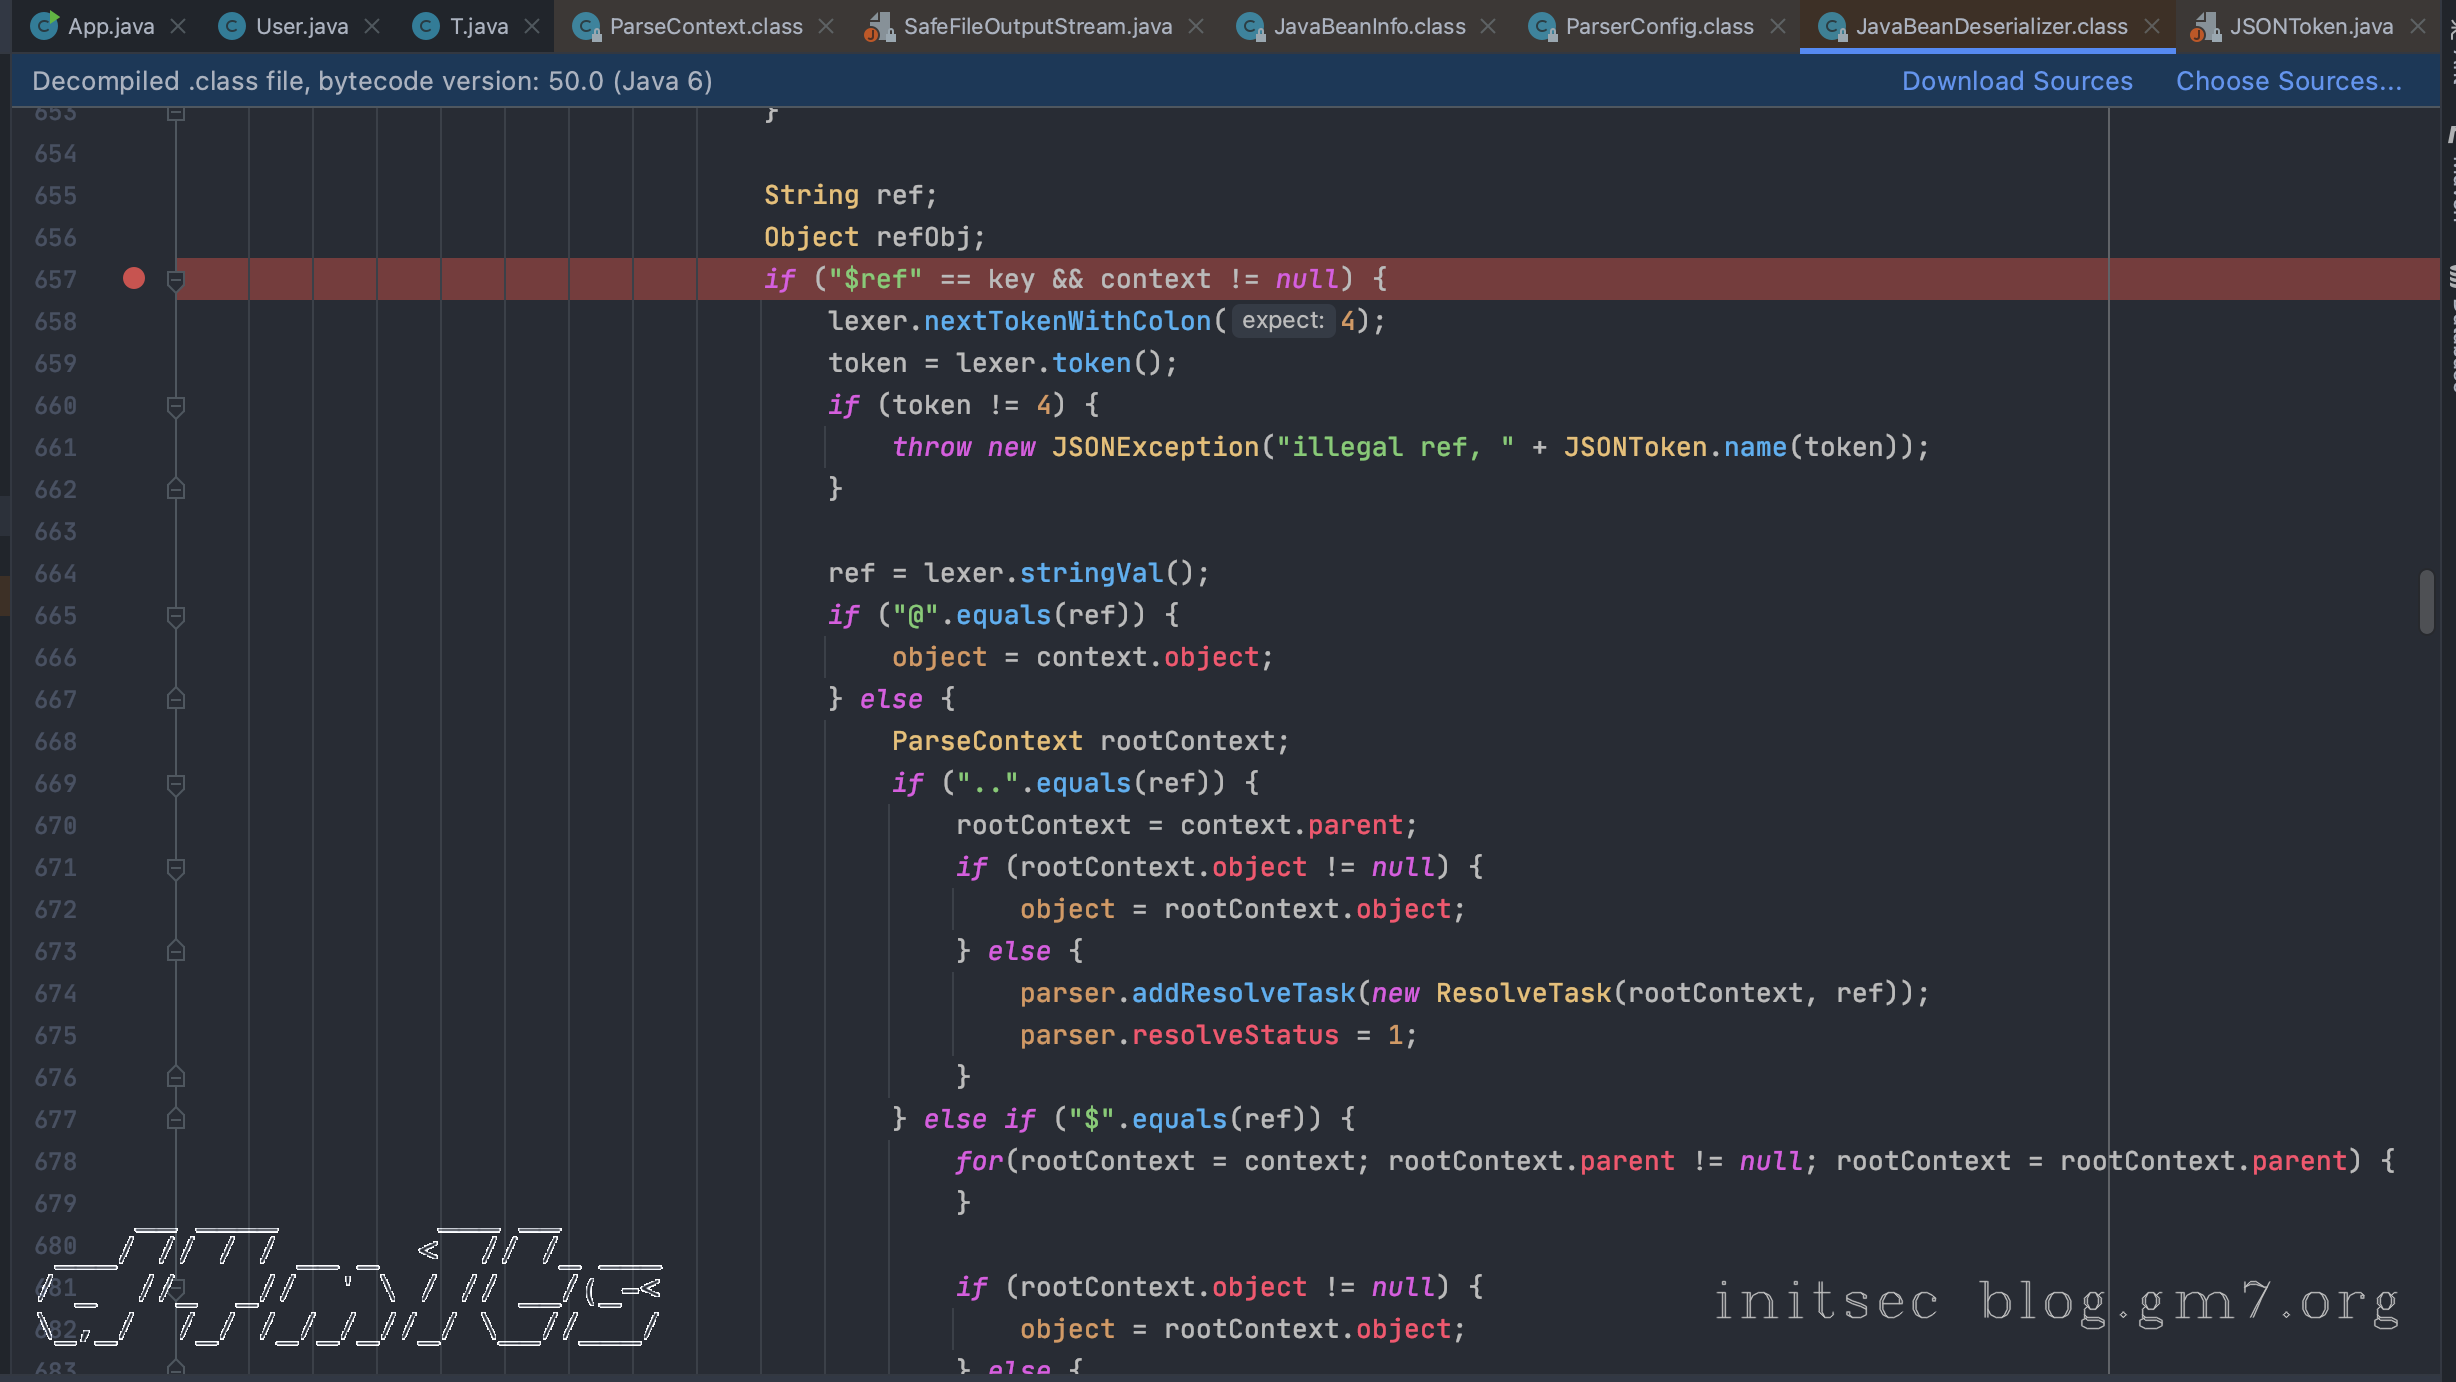 App.java
User.java
T.java
ParseContext.class
SafeFileOutputStream.java
JavaBeanInfo.class
ParserConfig.class
JavaBeanDeserializer.class
JSONToken.java
Decompiled .class file, bytecode version: 50.0 (Java 6)
Download Sources
Choose Sources...
653 }
654
655 String ref;
656 Object refObj;
657 if ("$ref" == key && context != null) {
658 lexer.nextTokenWithColon( expect: 4);
659 token = lexer.token();
660 if (token != 4) {
661 throw new JSONException("illegal ref, " + JSONToken.name(token));
662 }
663
664 ref = lexer.stringVal();
665 if ("@".equals(ref)) {
666 object = context.object;
667 } else {
668 ParseContext rootContext;
669 if ("..".equals(ref)) {
670 rootContext = context.parent;
671 if (rootContext.object != null) {
672 object = rootContext.object;
673 } else {
674 parser.addResolveTask(new ResolveTask(rootContext, ref));
675 parser.resolveStatus = 1;
676 }
677 } else if ("$".equals(ref)) {
678 for(rootContext = context; rootContext.parent != null; rootContext = rootContext.parent) {
679 }
680
681 if (rootContext.object != null) {
682 object = rootContext.object;
683 } else {
initsec blog.gm7.org